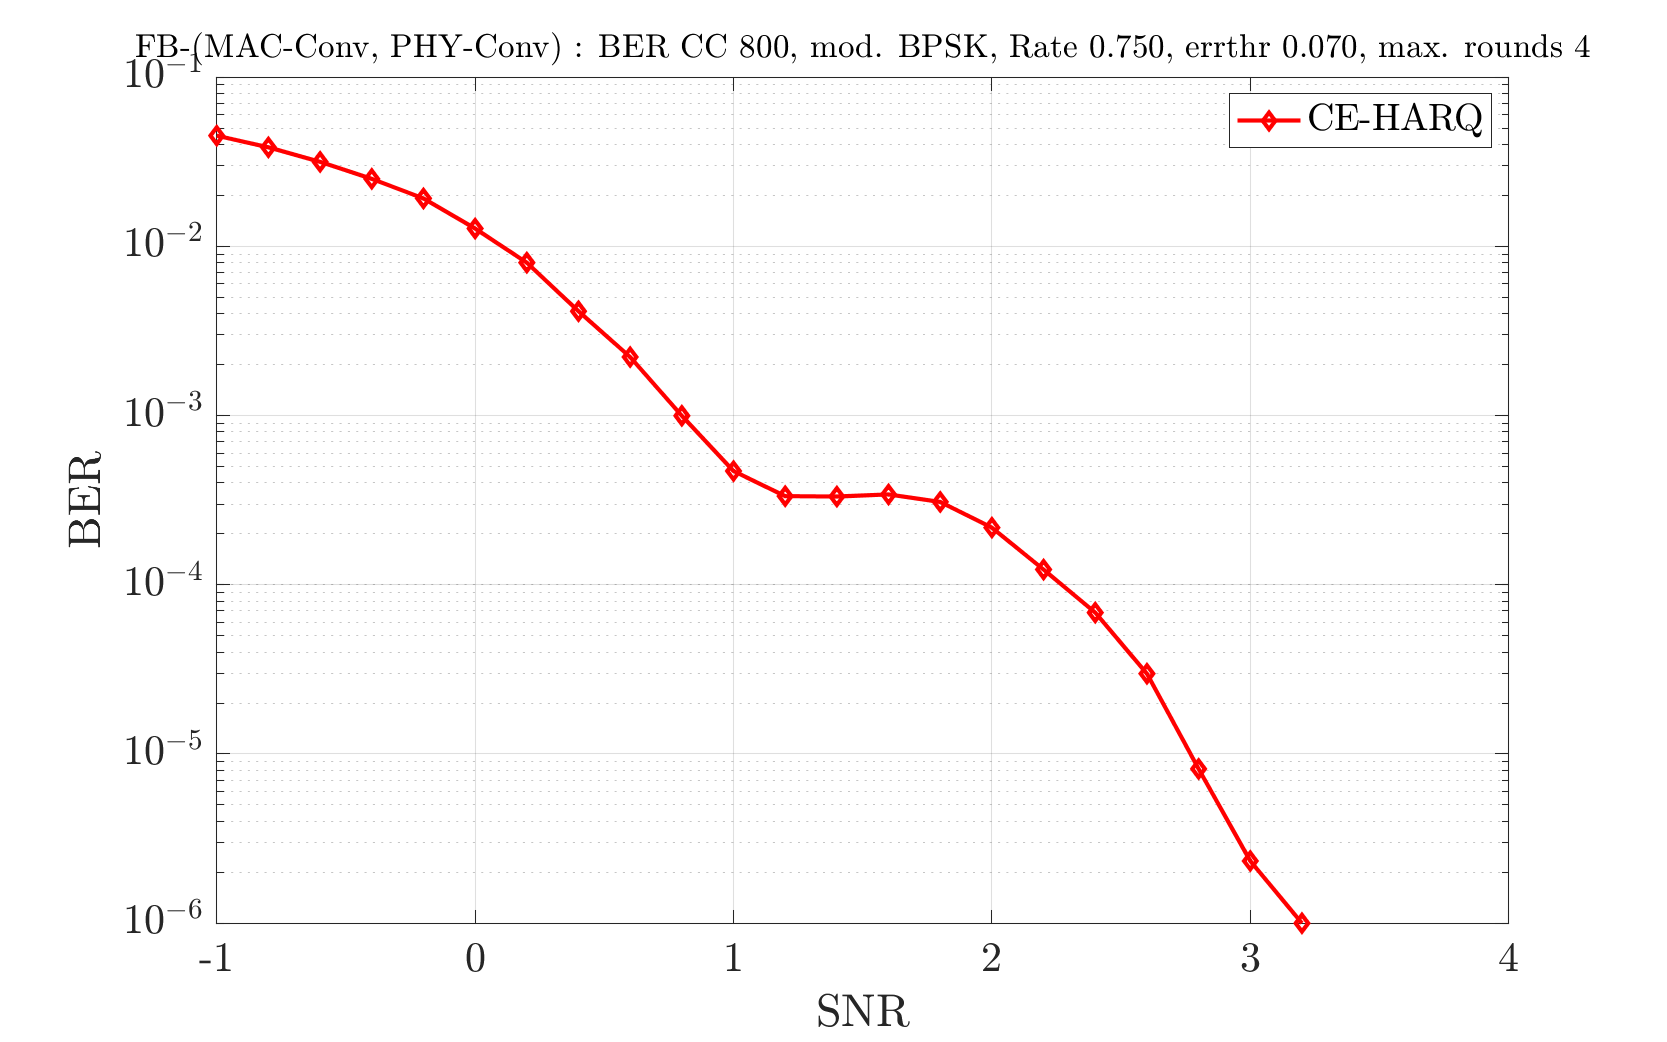 FB-(MAC-Conv, PHY-Conv) : BER CC 800, mod. BPSK, Rate 0.750, errthr 0.070, max. rounds 4
CE-HARQ
10^{-1}
10^{-2}
10^{-3}
10^{-4}
10^{-5}
10^{-6}
BER
-1 0 1 2 3 4
SNR